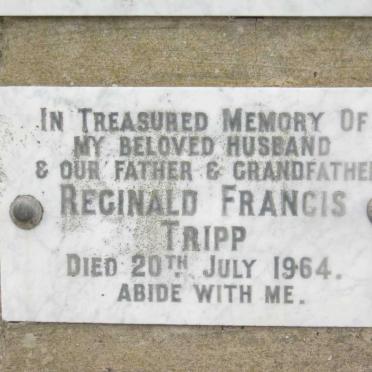 IN TREASURED MEMORY OF
MY BELOVED HUSBAND
& OUR FATHER & GRANDFATHER
REGINALD FRANCIS
TRIPP
DIED 20TH JULY 1964.
ABIDE WITH ME.